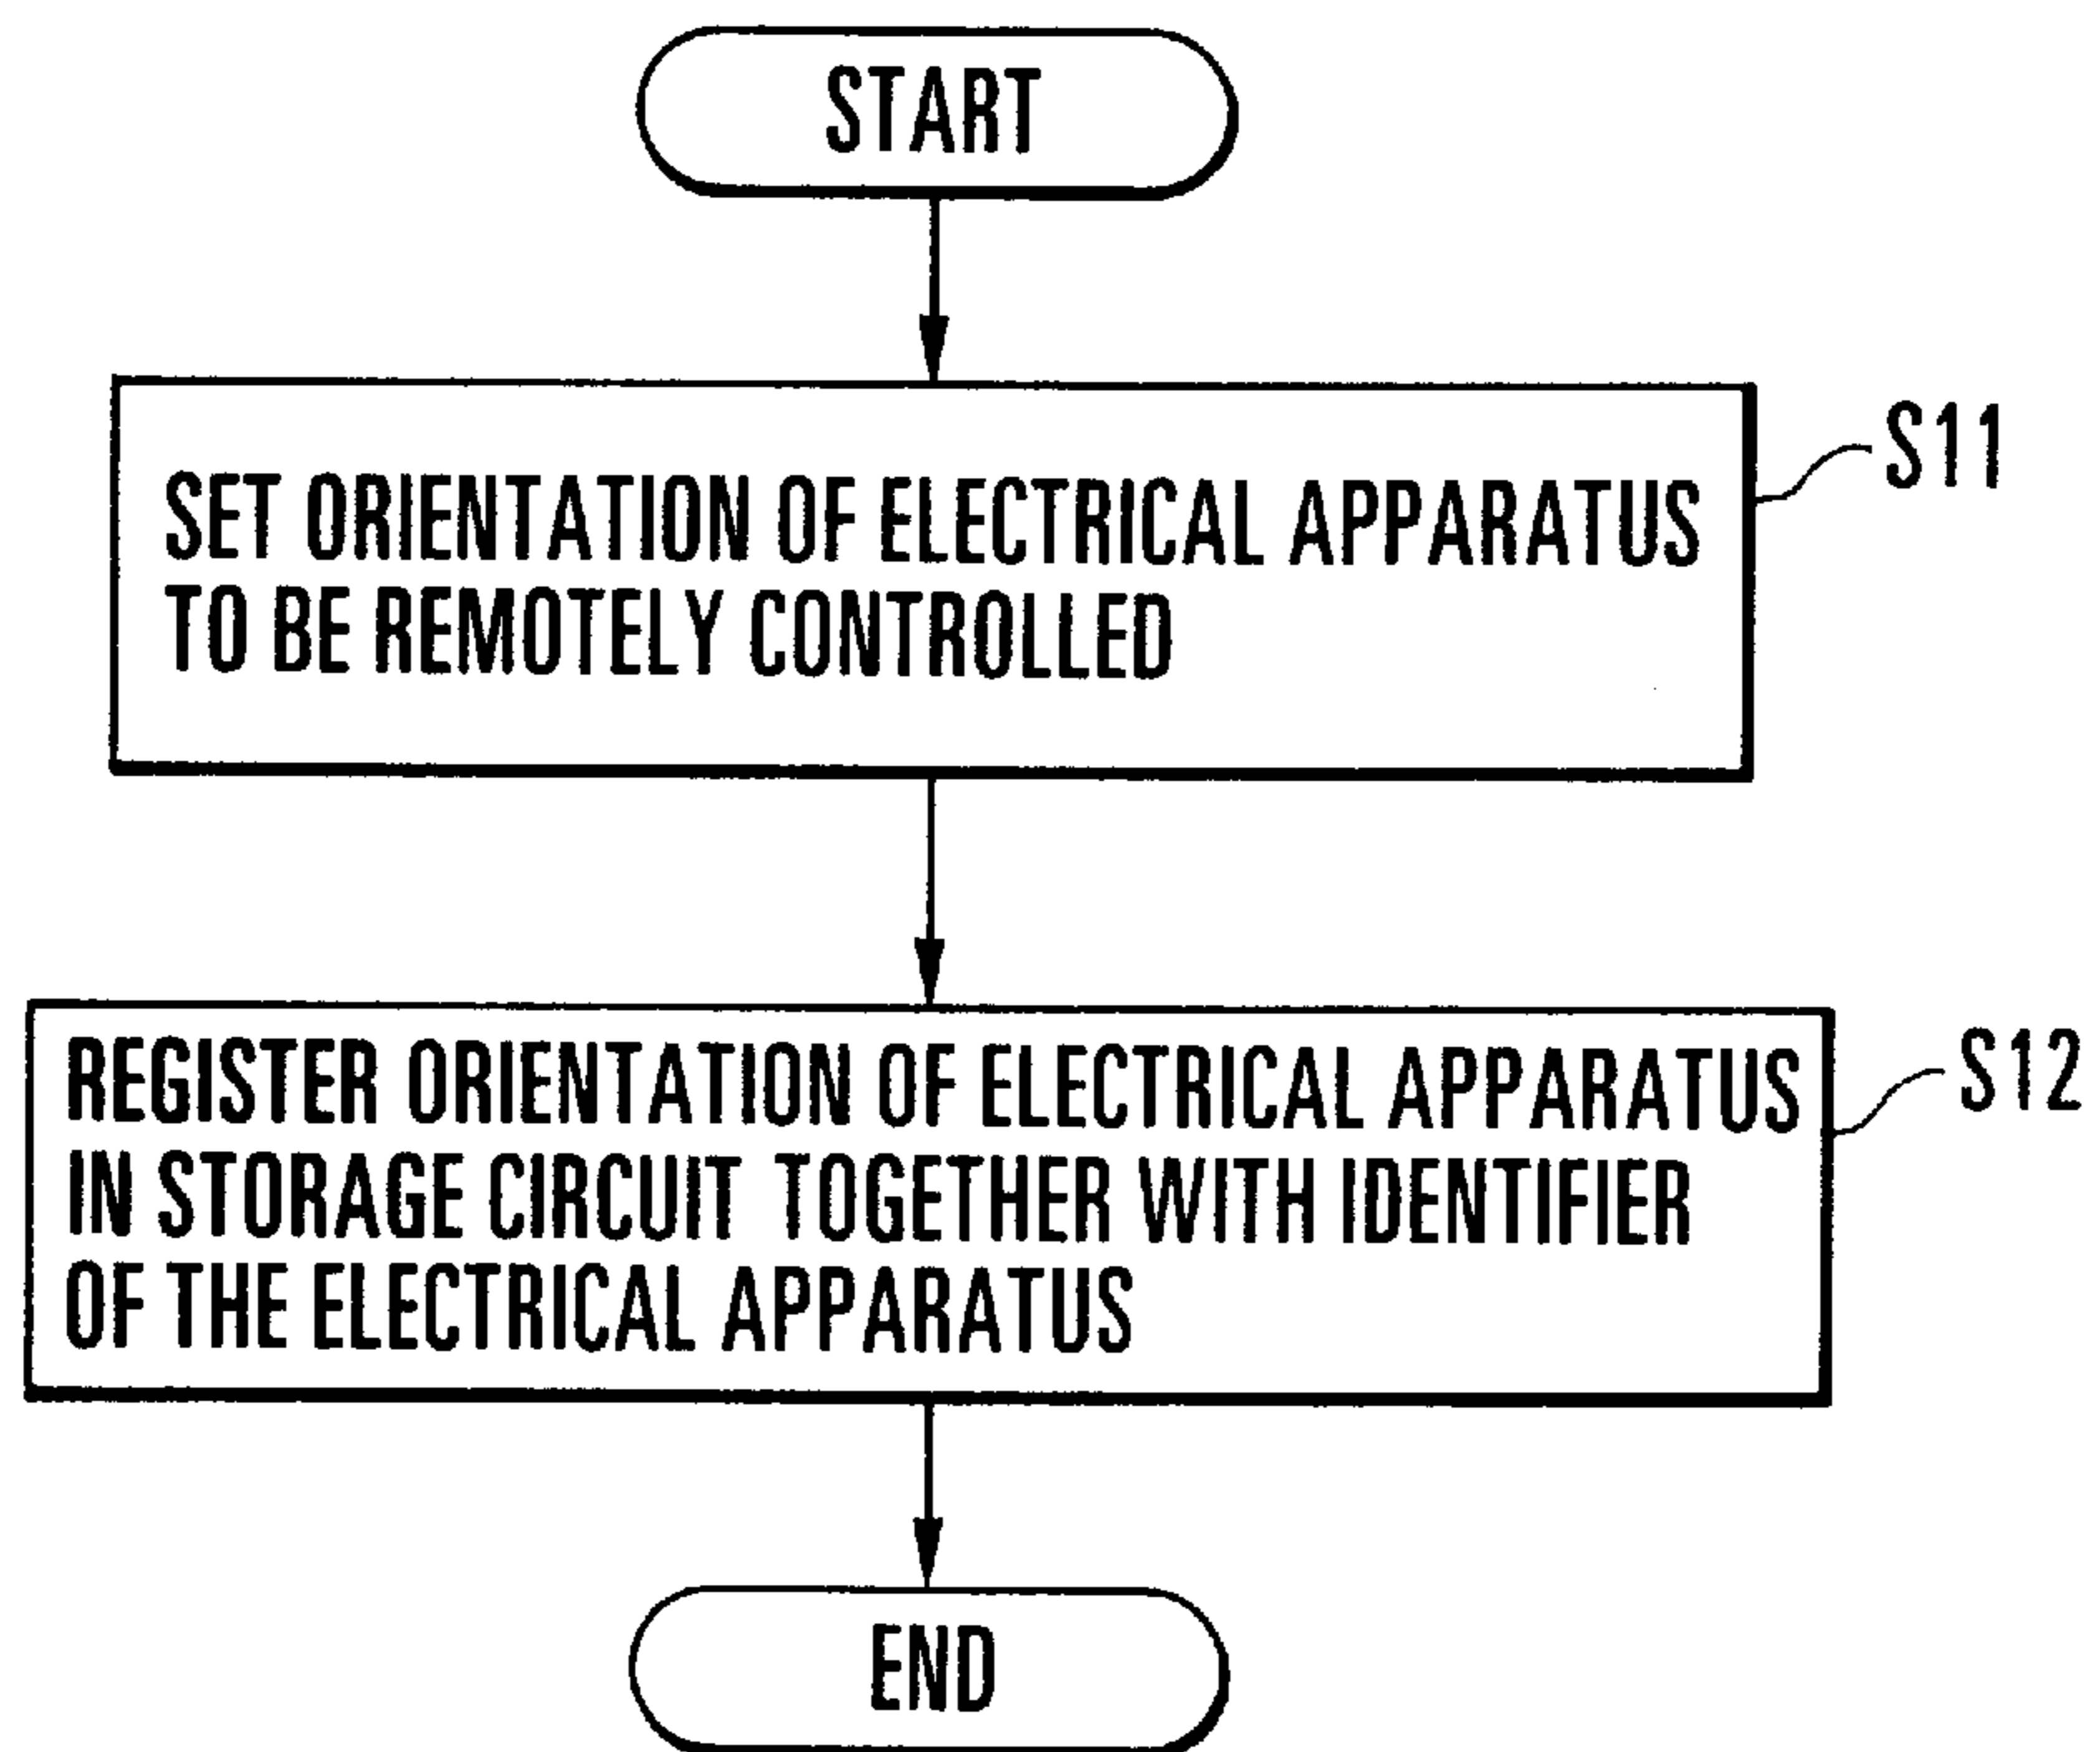 START
SET ORIENTATION OF ELECTRICAL APPARATUS
TO BE REMOTELY CONTROLLED
S11
REGISTER ORIENTATION OF ELECTRICAL APPARATUS
IN STORAGE CIRCUIT TOGETHER WITH IDENTIFIER
OF THE ELECTRICAL APPARATUS
S12
END